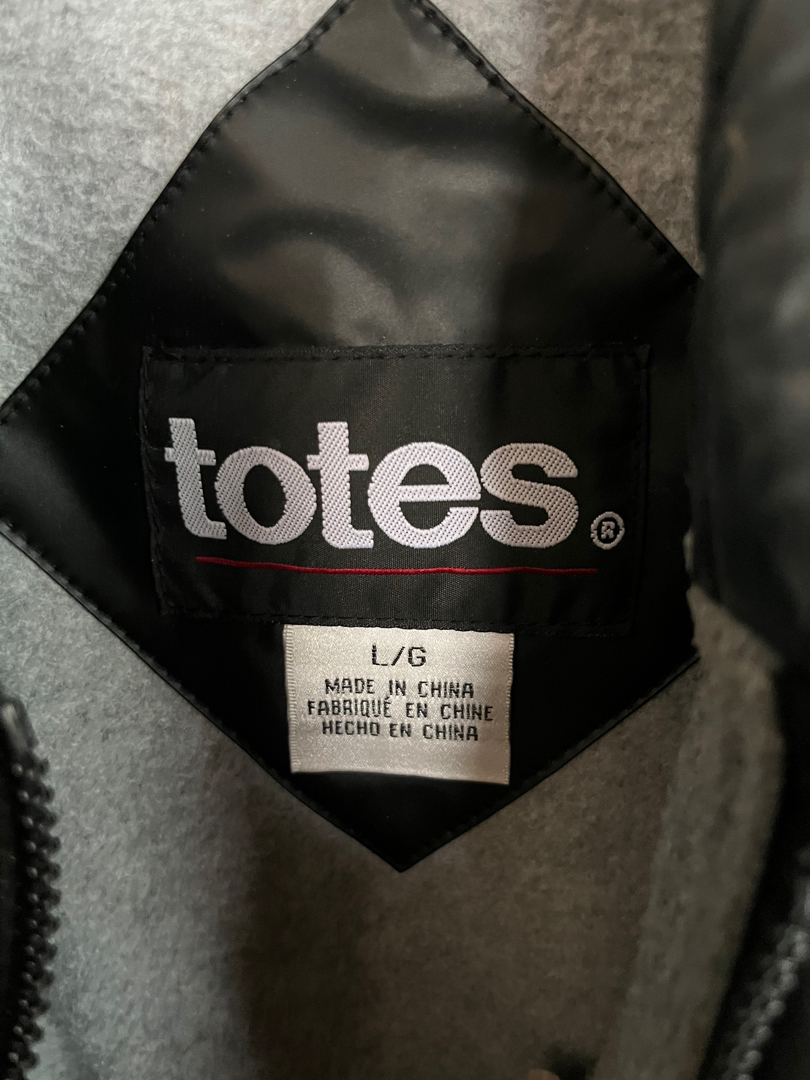 totes®
L/G
MADE IN CHINA
FABRIQUÉ EN CHINE
HECHO EN CHINA